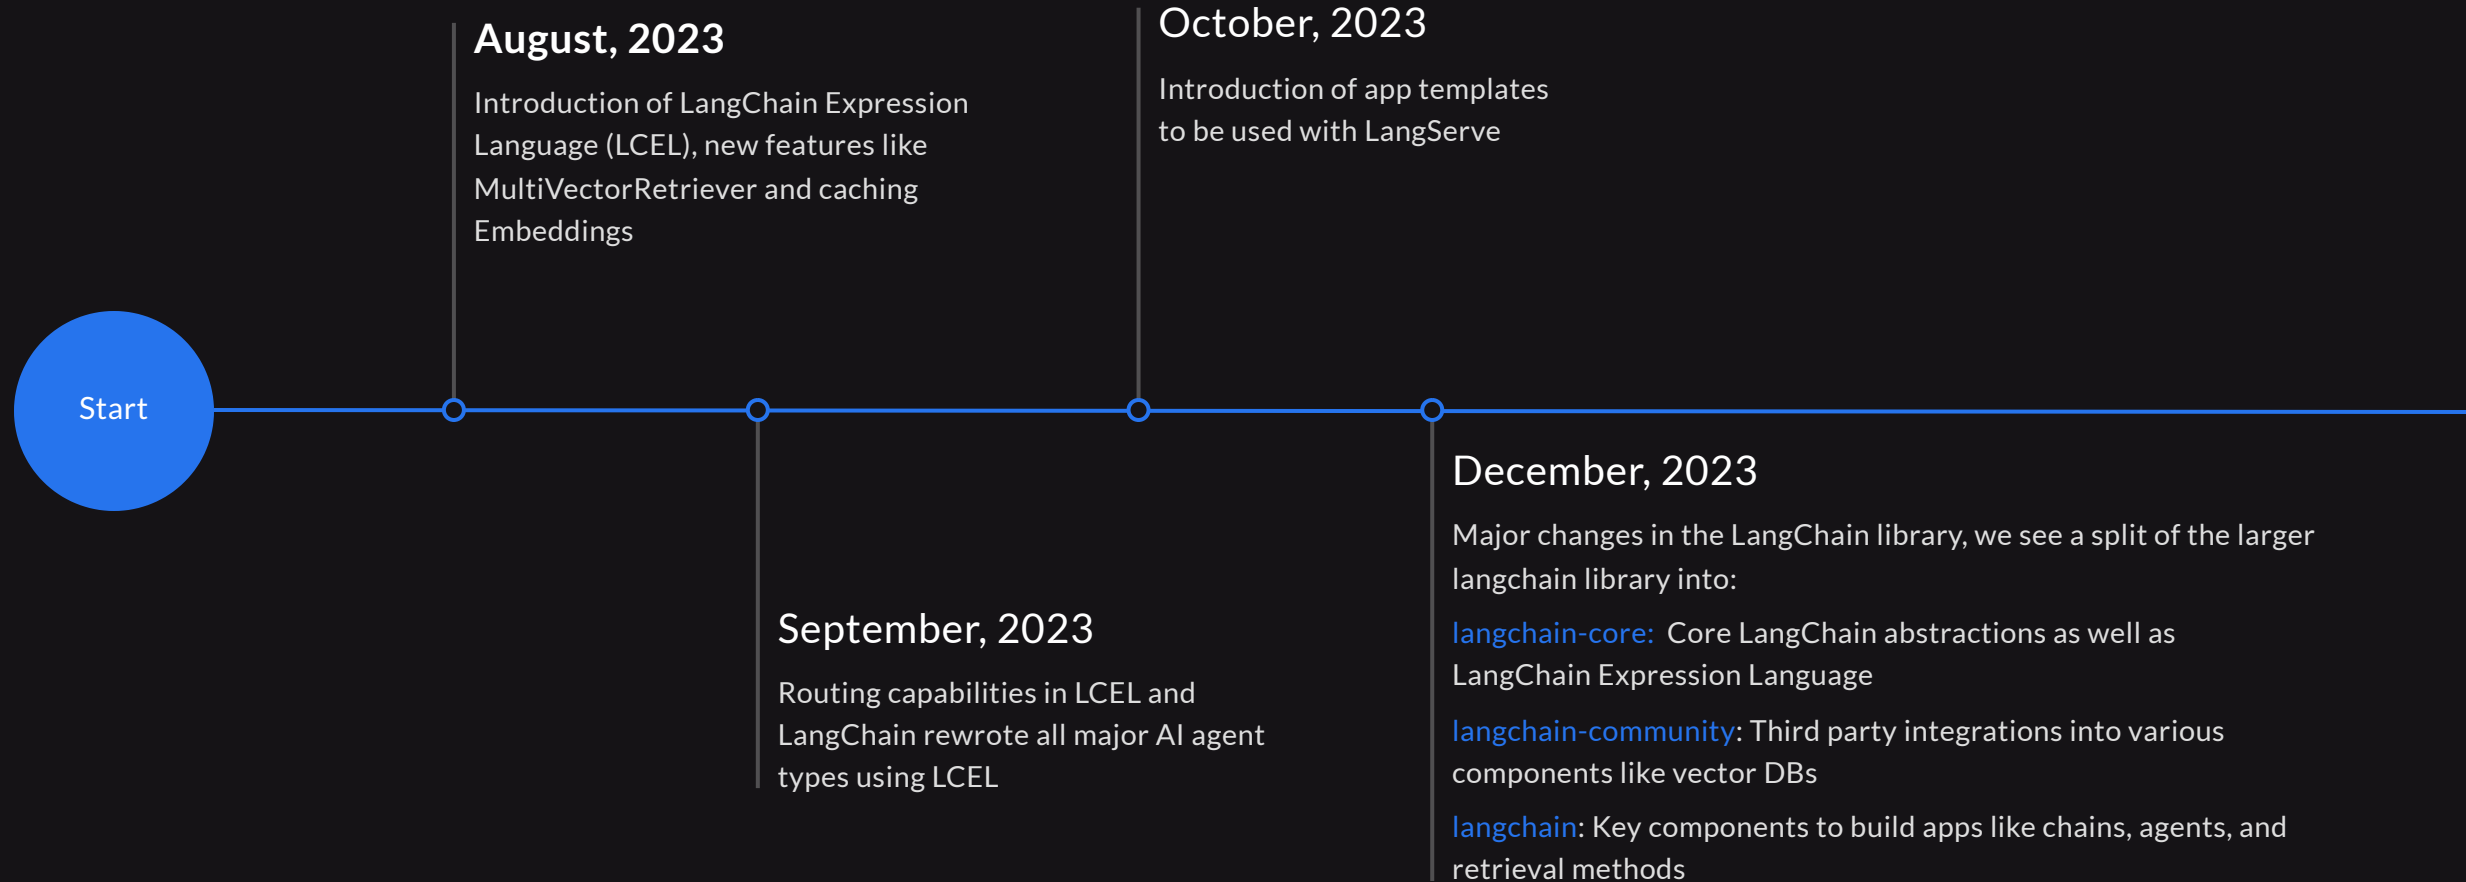 August, 2023
Introduction of LangChain Expression
Language (LCEL), new features like
MultiVectorRetriever and caching
Embeddings
October, 2023
Introduction of app templates
to be used with LangServe
Start
September, 2023
Routing capabilities in LCEL and
LangChain rewrote all major AI agent
types using LCEL
December, 2023
Major changes in the LangChain library, we see a split of the larger
langchain library into:
langchain-core: Core LangChain abstractions as well as
LangChain Expression Language
langchain-community: Third party integrations into various
components like vector DBs
langchain: Key components to build apps like chains, agents, and
retrieval methods